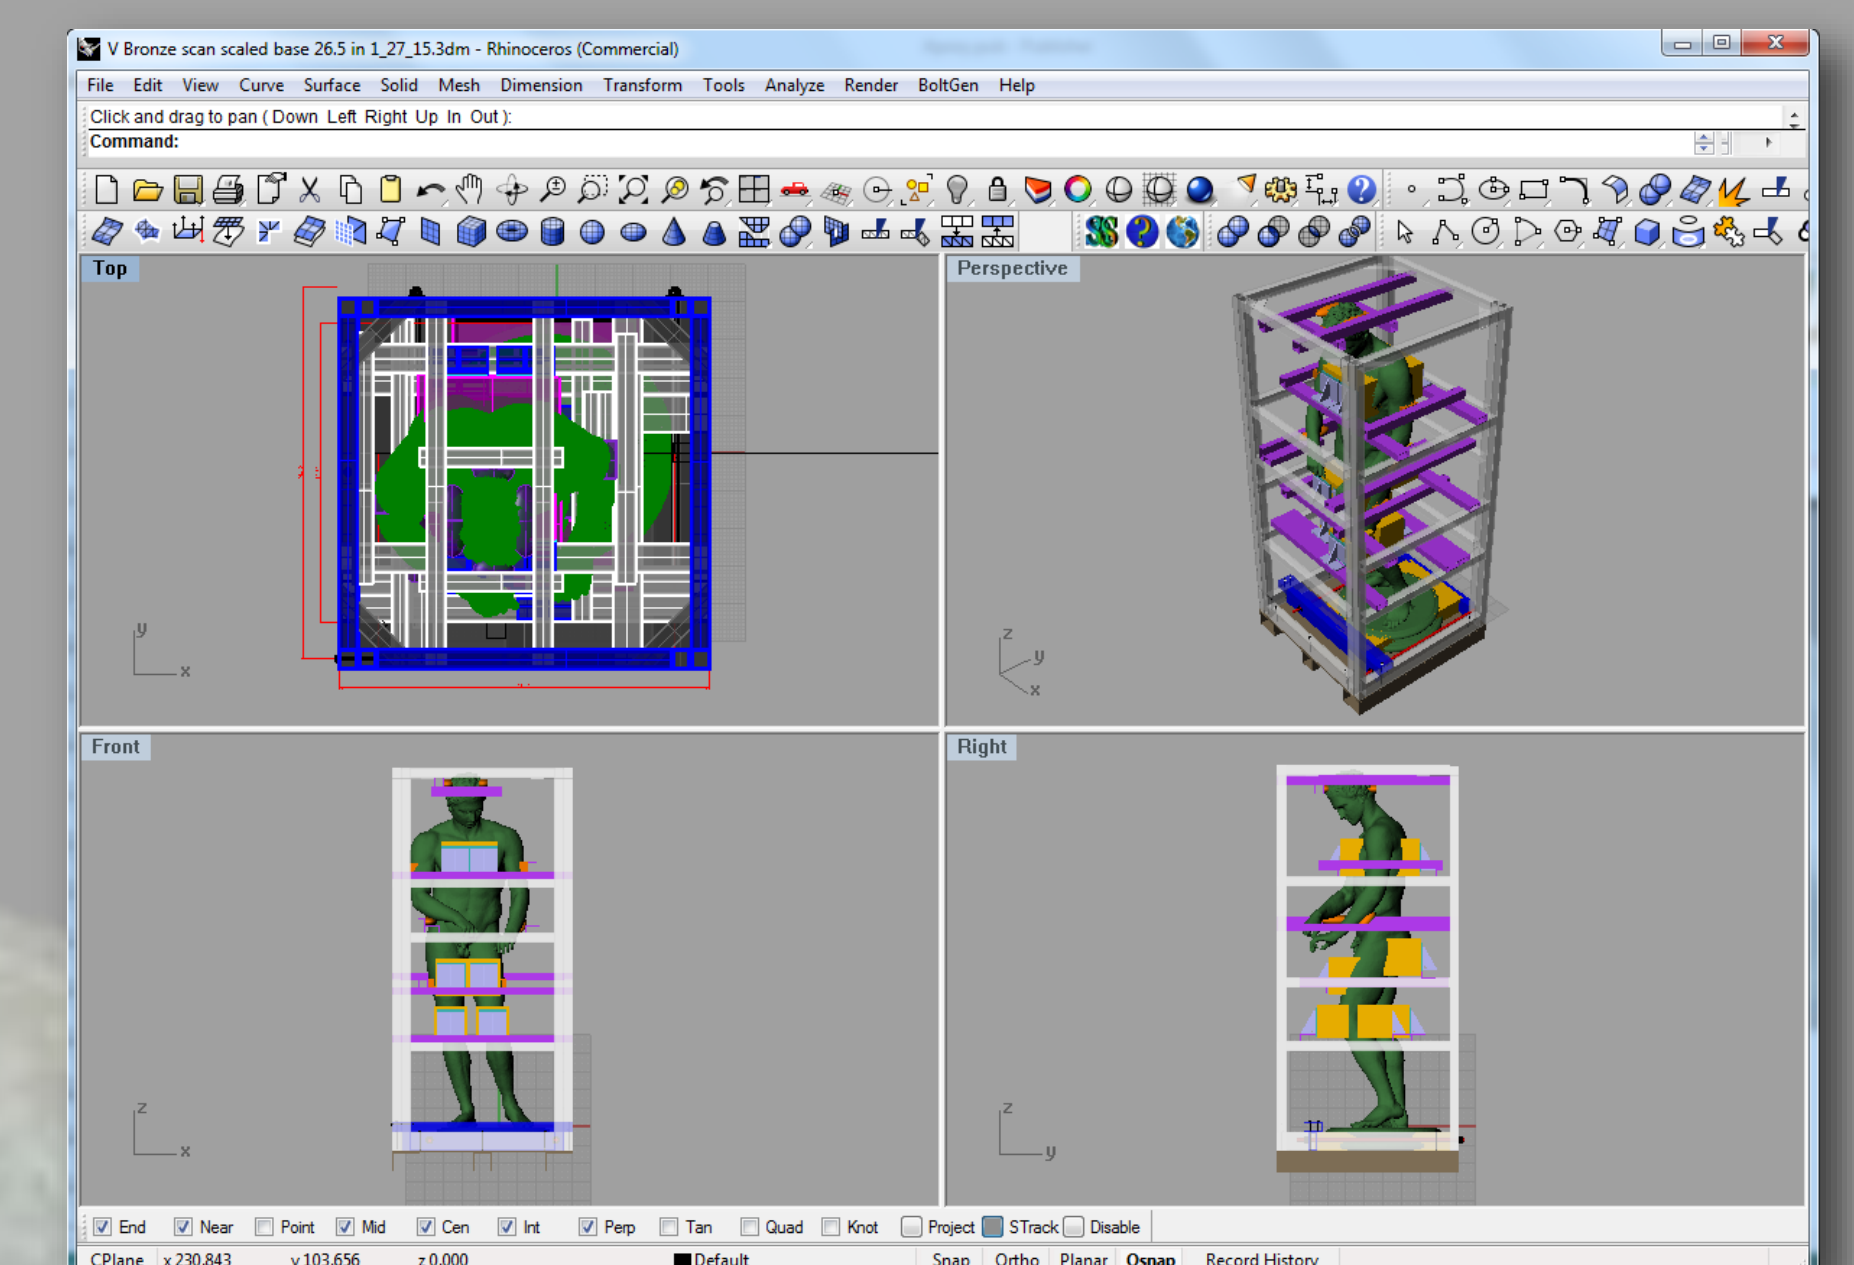 V Bronze scan scaled base 26.5 in 1_27_15.3dm - Rhinoceros (Commercial)
File Edit View Curve Surface Solid Mesh Dimension Transform Tools Analyze Render BoltGen Help
Click and drag to pan ( Down Left Right Up In Out ):
Command:
Top
y
x
Perspective
z
y
x
Front
z
x
Right
z
y
End Near Point Mid Cen Int Perp Tan Quad Knot Project STrack Disable
CPlane x 230.843 y 103.656 z 0.000 Default Snap Ortho Planar Osnap Record History